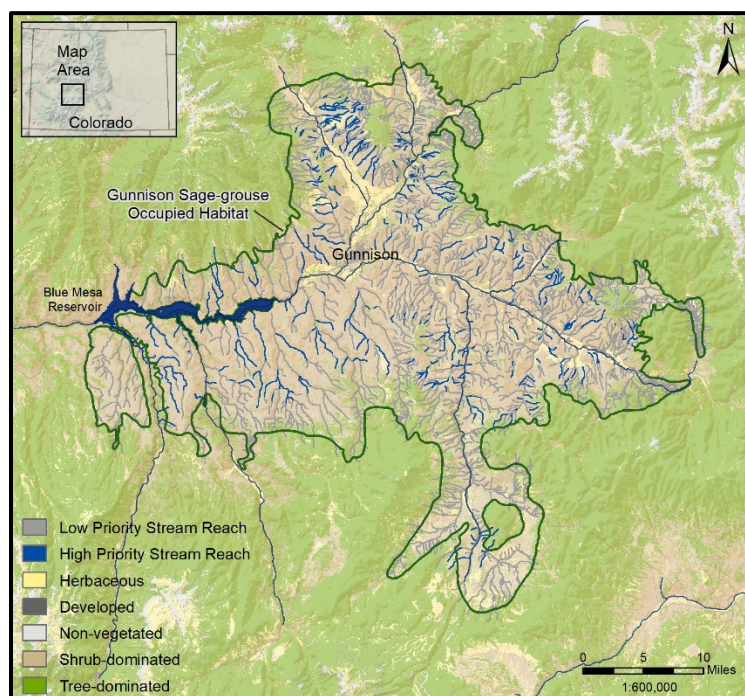 Map
Area
Colorado
N
Gunnison Sage-grouse
Occupied Habitat
Gunnison
Blue Mesa
Reservoir
Low Priority Stream Reach
High Priority Stream Reach
Herbaceous
Developed
Non-vegetated
Shrub-dominated
Tree-dominated
0 5 10
Miles
1:600,000